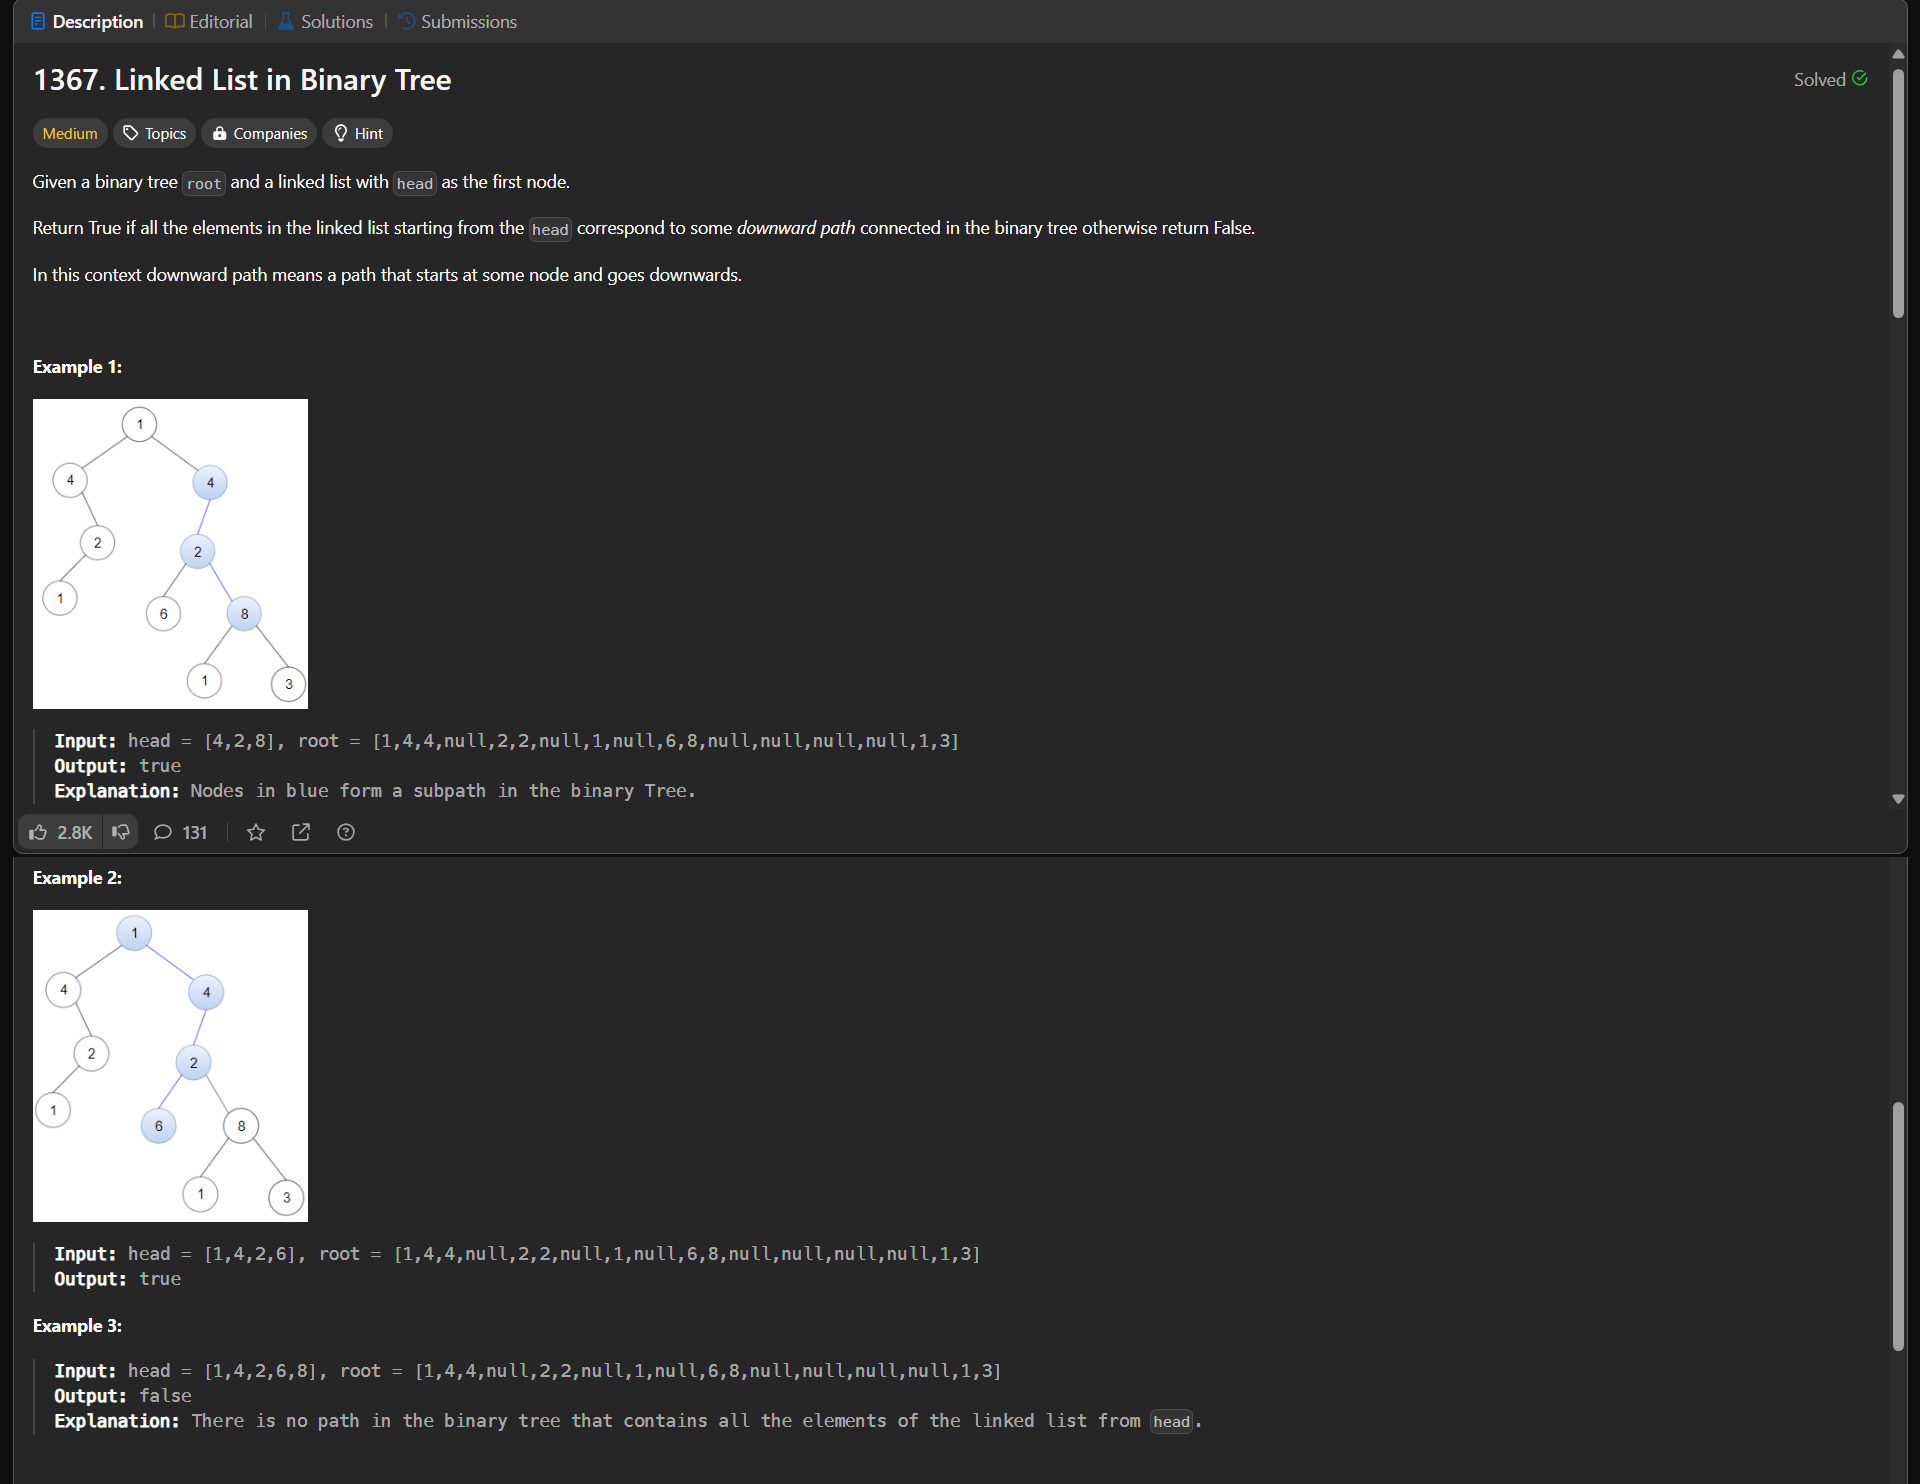 Description | Editorial | Solutions | Submissions
1367. Linked List in Binary Tree
Solved
Medium Topics Companies Hint
Given a binary tree root and a linked list with head as the first node.
Return True if all the elements in the linked list starting from the head correspond to some downward path connected in the binary tree otherwise return False.
In this context downward path means a path that starts at some node and goes downwards.
Example 1:
1
4 4
2 2
1 6 8
1 3
Input: head = [4,2,8], root = [1,4,4,null,2,2,null,1,null,6,8,null,null,null,null,1,3]
Output: true
Explanation: Nodes in blue form a subpath in the binary Tree.
2.8K 131
Example 2:
1
4 4
2 2
1 6 8
1 3
Input: head = [1,4,2,6], root = [1,4,4,null,2,2,null,1,null,6,8,null,null,null,null,1,3]
Output: true
Example 3:
Input: head = [1,4,2,6,8], root = [1,4,4,null,2,2,null,1,null,6,8,null,null,null,null,1,3]
Output: false
Explanation: There is no path in the binary tree that contains all the elements of the linked list from head.